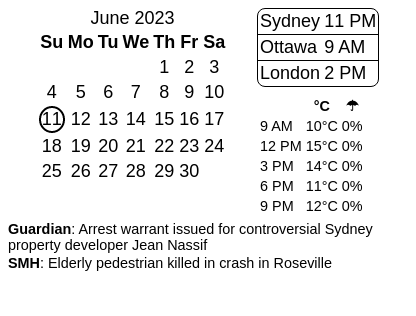 June 2023
Su Mo Tu We Th Fr Sa
1 2 3
4 5 6 7 8 9 10
11 12 13 14 15 16 17
18 19 20 21 22 23 24
25 26 27 28 29 30
Sydney 11 PM
Ottawa 9 AM
London 2 PM
°C ☂
9 AM 10°C 0%
12 PM 15°C 0%
3 PM 14°C 0%
6 PM 11°C 0%
9 PM 12°C 0%
Guardian: Arrest warrant issued for controversial Sydney
property developer Jean Nassif
SMH: Elderly pedestrian killed in crash in Roseville